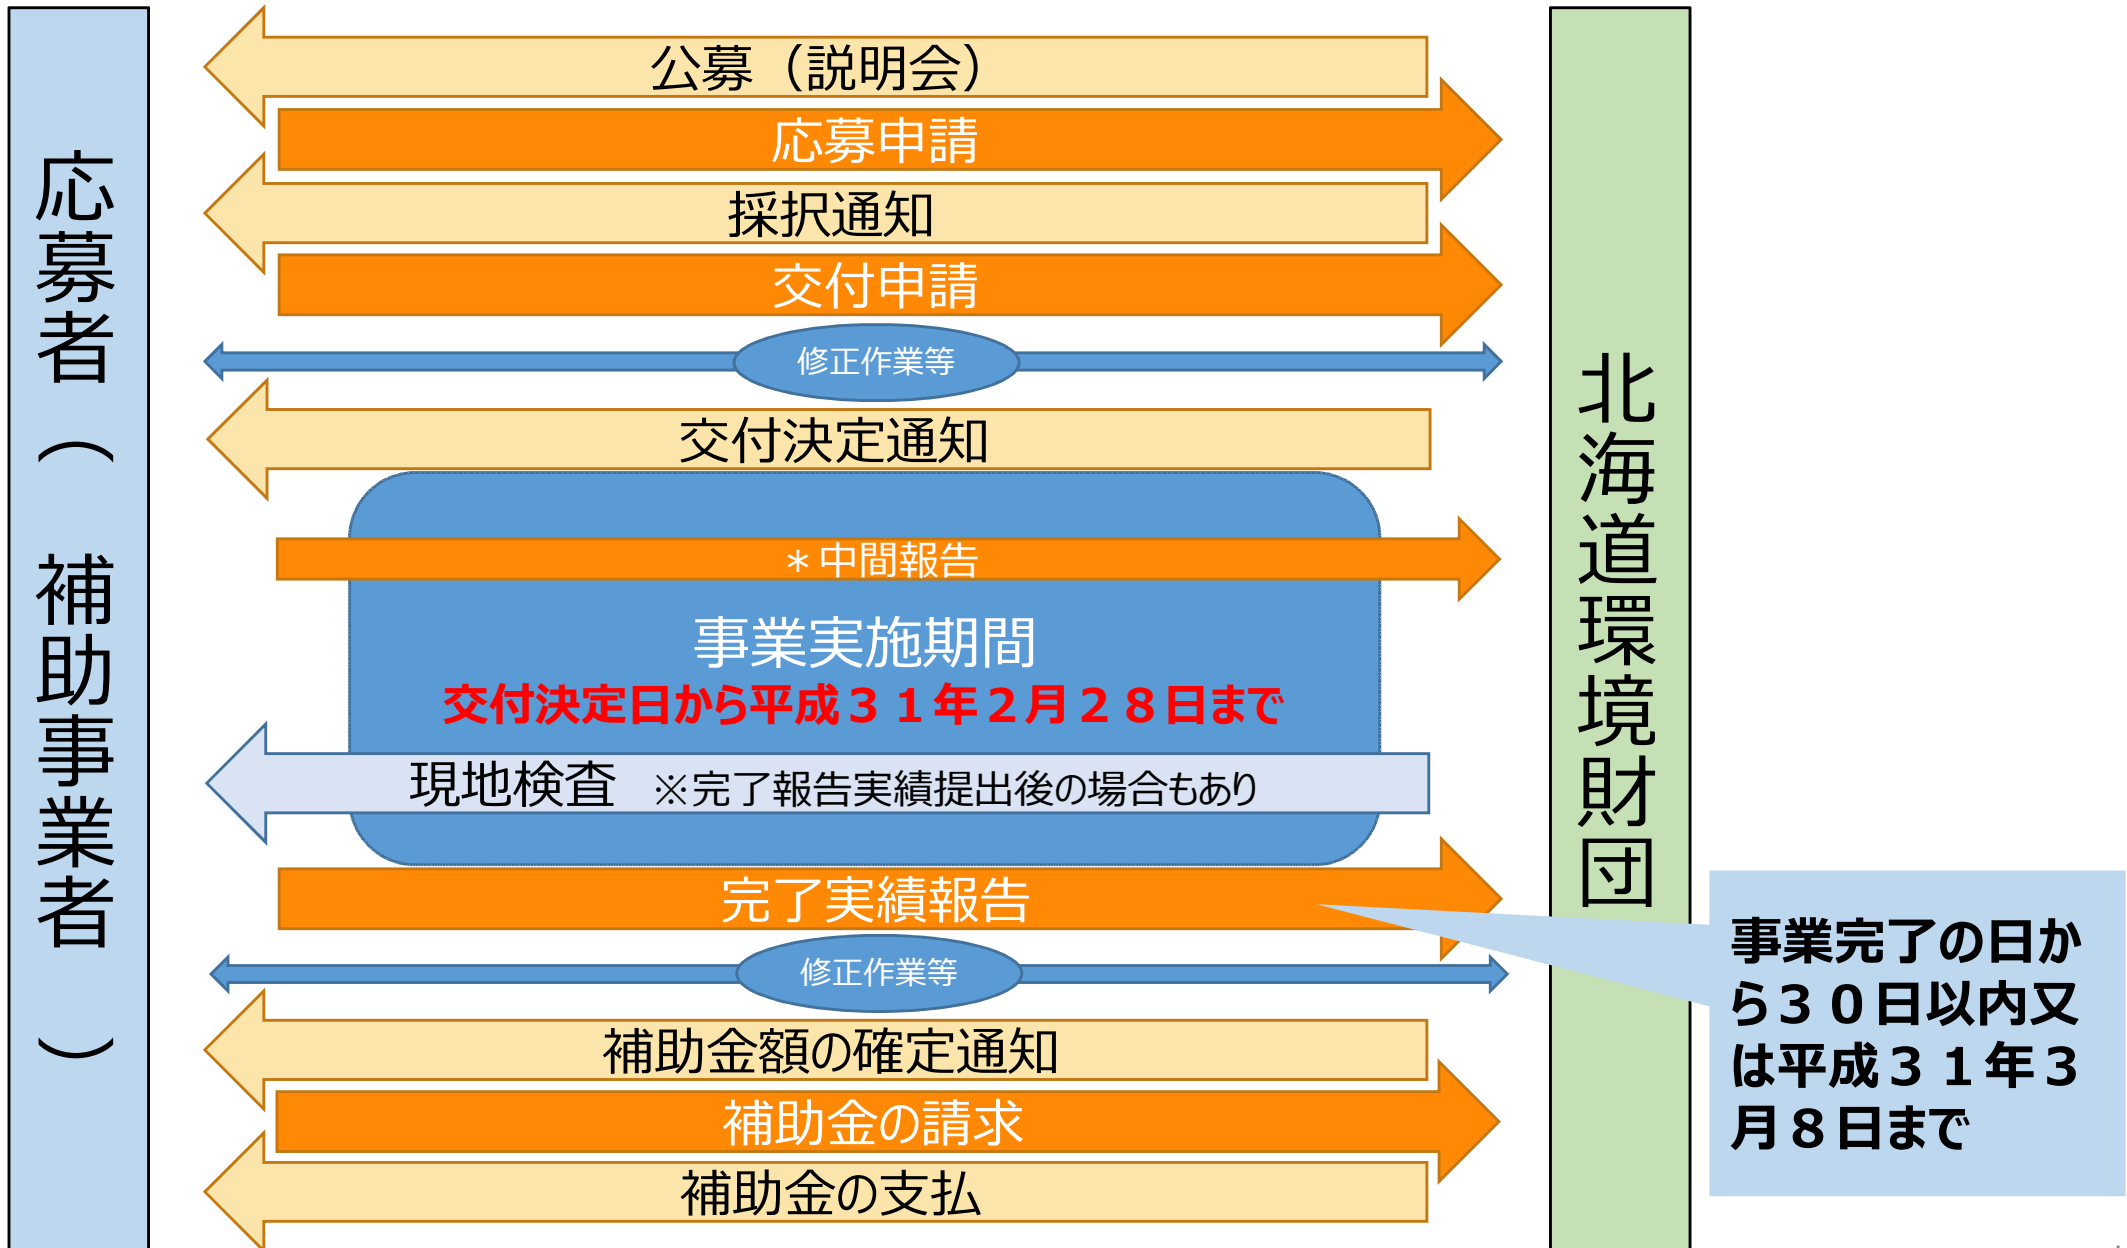 応募者（補助事業者）
公募（説明会）
応募申請
採択通知
交付申請
修正作業等
交付決定通知
＊中間報告
事業実施期間
交付決定日から平成３１年２月２８日まで
現地検査　※完了報告実績提出後の場合もあり
完了実績報告
修正作業等
補助金額の確定通知
補助金の請求
補助金の支払
北海道環境財団
事業完了の日か
ら３０日以内又
は平成３１年３
月８日まで